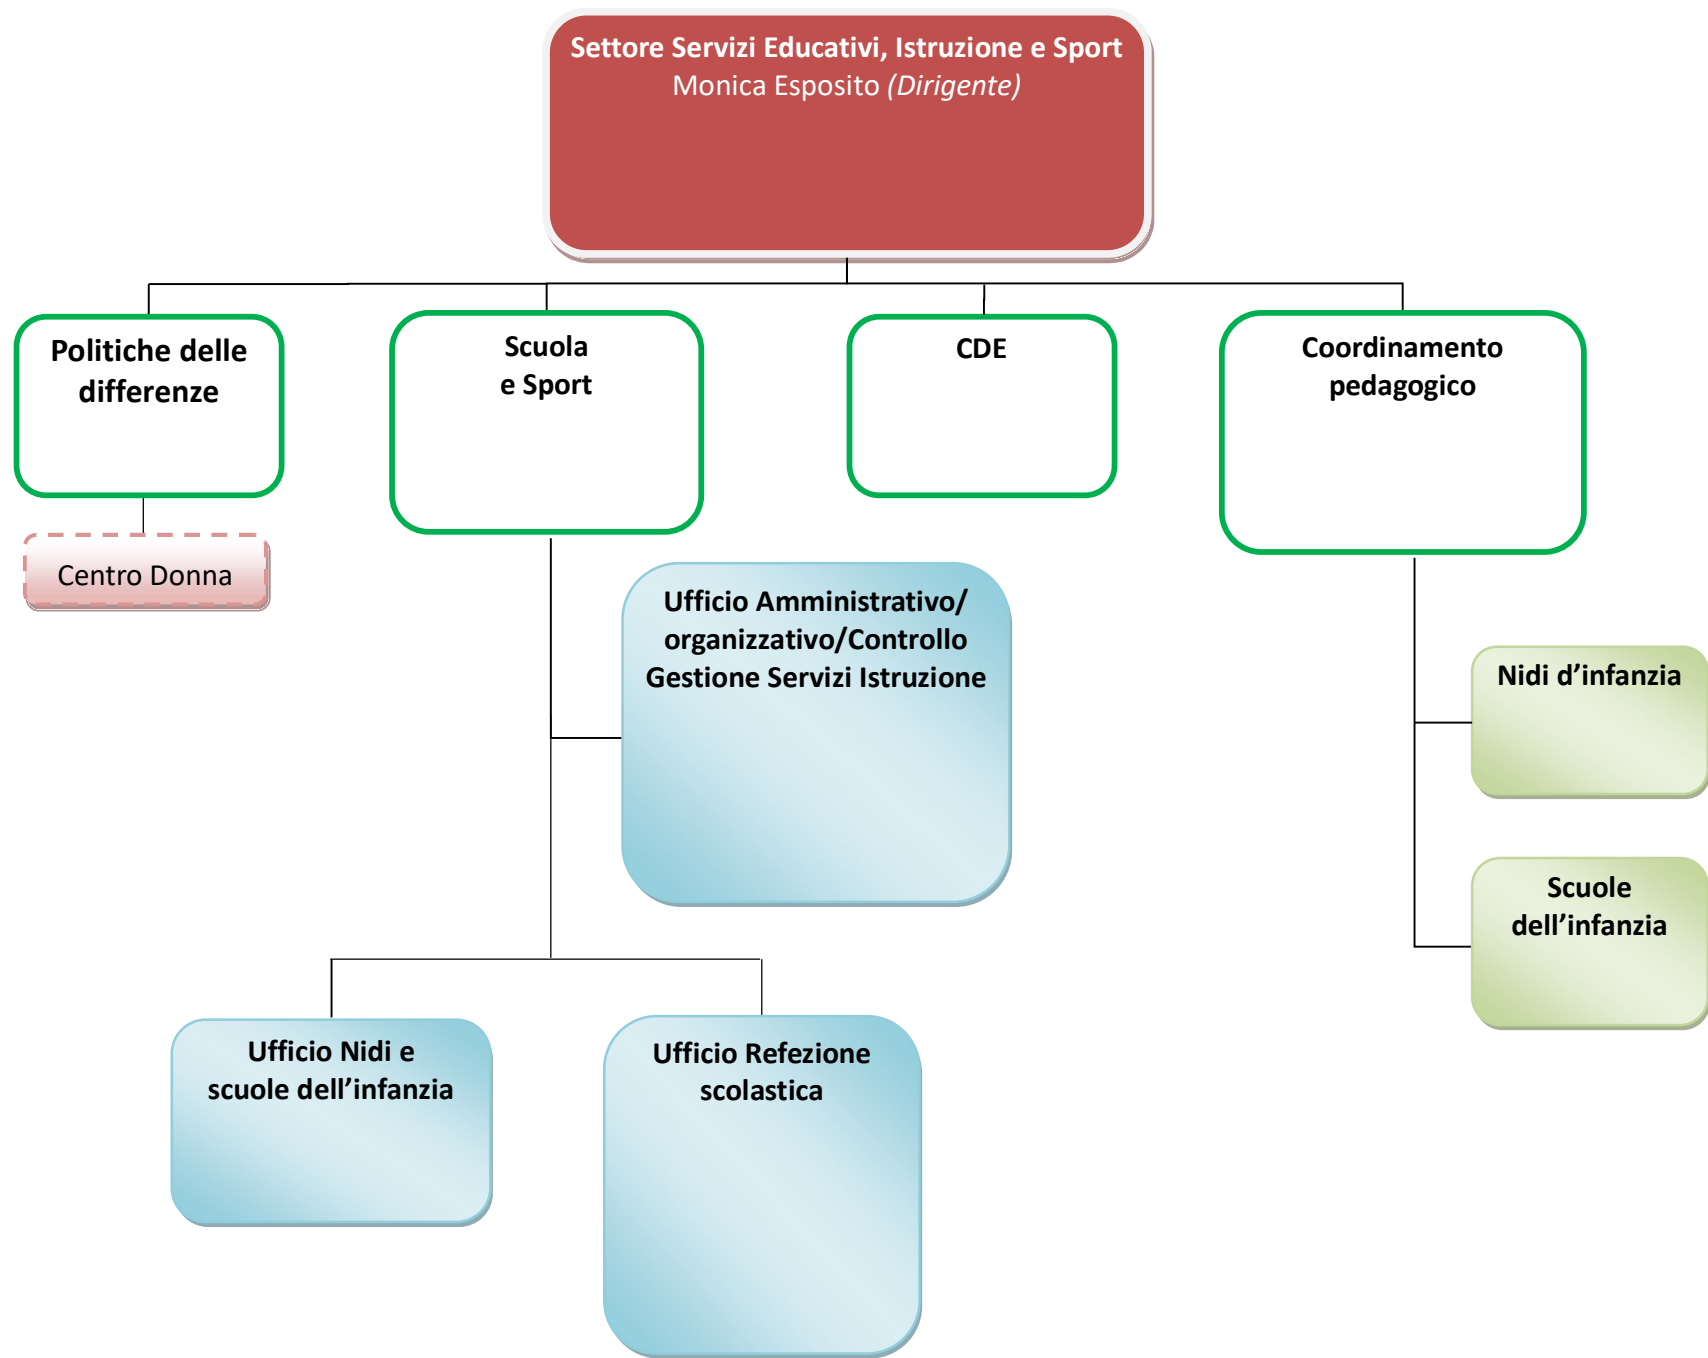 Settore Servizi Educativi, Istruzione e Sport
Monica Esposito (Dirigente)
Politiche delle
differenze
Scuola
e Sport
CDE
Coordinamento
pedagogico
Centro Donna
Ufficio Amministrativo/
organizzativo/Controllo
Gestione Servizi Istruzione
Nidi d’infanzia
Scuole
dell’infanzia
Ufficio Nidi e
scuole dell’infanzia
Ufficio Refezione
scolastica